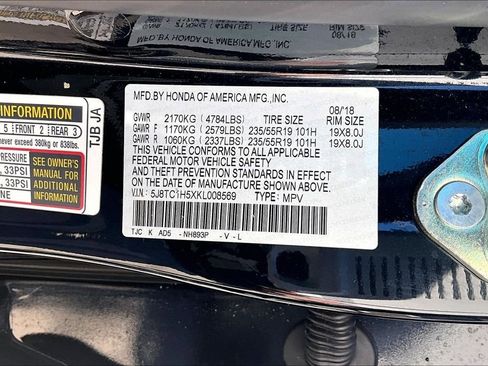 INFORMATION
5 FRONT 2 REAR 3
never exceed 380kg or 838lbs.
PRESSURE
, 33PSI
, 33PSI
SEE OWNER'S
MANUAL FOR
ADDITIONAL
INFORMATION
TJB JA
MFD.BY HONDA OF AMERICA MFG.,INC.
08/18
GVWR 2170KG (4784LBS) TIRE SIZE RIM SIZE
GAWR F 1170KG (2579LBS) 235/55R19 101H 19X8.0J
GAWR R 1060KG (2337LBS) 235/55R19 101H 19X8.0J
THIS VEHICLE CONFORMS TO ALL APPLICABLE
FEDERAL MOTOR VEHICLE SAFETY
AND THEFT PREVENTION STANDARDS IN EFFECT
ON THE DATE OF MANUFACTURE SHOWN ABOVE.
V.I.N: 5J8TC1H5XKL008569 TYPE: MPV
TJC K AD5 -NH893P -V-L